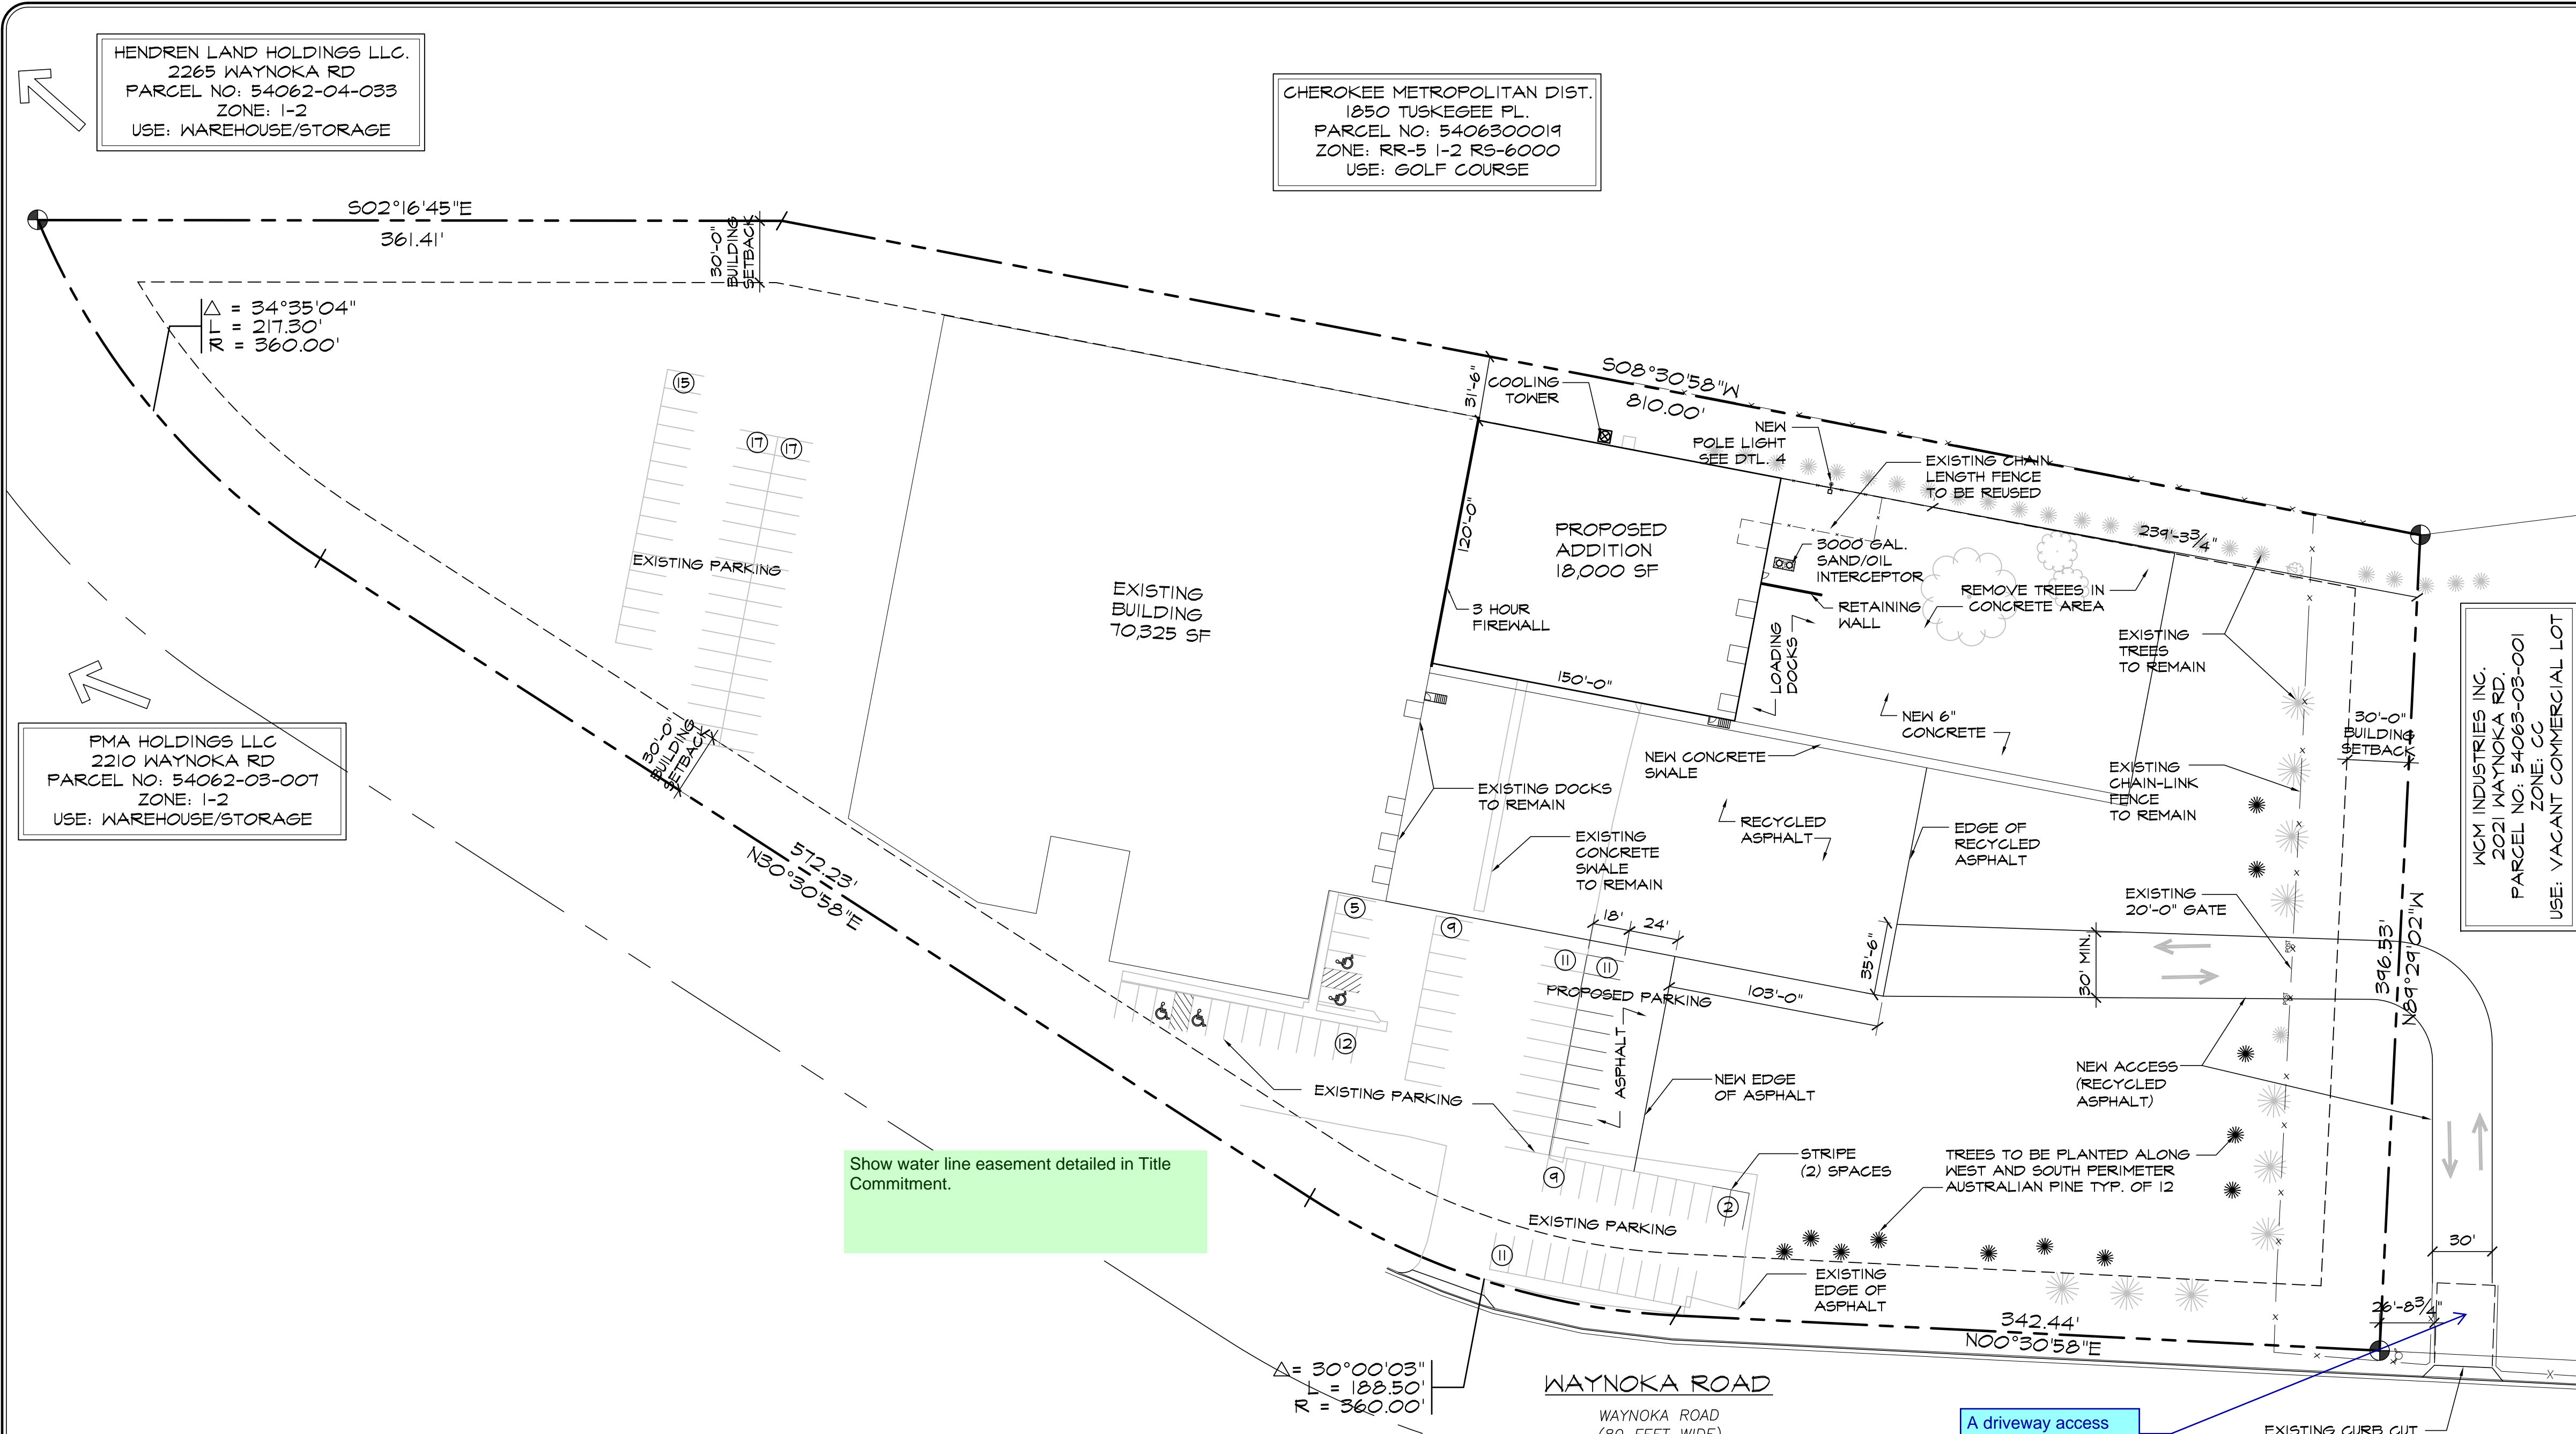 HENDREN LAND HOLDINGS LLC.
2265 WAYNOKA RD
PARCEL NO: 54062-04-033
ZONE: I-2
USE: WAREHOUSE/STORAGE
CHEROKEE METROPOLITAN DIST.
1850 TUSKEGEE PL.
PARCEL NO: 5406300019
ZONE: RR-5 I-2 RS-6000
USE: GOLF COURSE
S02°16'45"E
361.41'
30'-0"
BUILDING
SETBACK
△ = 34°35'04"
L = 217.30'
R = 360.00'
15
17
17
EXISTING PARKING
EXISTING
BUILDING
70,325 SF
31'-6"
COOLING
TOWER
S08°30'58"W
810.00'
NEW
POLE LIGHT
SEE DTL. 4
EXISTING CHAIN
LENGTH FENCE
TO BE REUSED
120'-0"
PROPOSED
ADDITION
18,000 SF
3 HOUR
FIREWALL
150'-0"
3000 GAL.
SAND/OIL
INTERCEPTOR
RETAINING
WALL
LOADING
DOCKS
239'-3 3/4"
REMOVE TREES IN
CONCRETE AREA
EXISTING
TREES
TO REMAIN
NEW 6"
CONCRETE
30'-0"
BUILDING
SETBACK
WCM INDUSTRIES INC.
2021 WAYNOKA RD.
PARCEL NO: 54063-03-001
ZONE: CC
USE: VACANT COMMERCIAL LOT
PMA HOLDINGS LLC
2210 WAYNOKA RD
PARCEL NO: 54062-03-007
ZONE: I-2
USE: WAREHOUSE/STORAGE
30'-0"
BUILDING
SETBACK
572.23'
N30°30'58"E
NEW CONCRETE
SWALE
EXISTING DOCKS
TO REMAIN
EXISTING
CONCRETE
SWALE
TO REMAIN
RECYCLED
ASPHALT
EDGE OF
RECYCLED
ASPHALT
EXISTING
CHAIN-LINK
FENCE
TO REMAIN
EXISTING
20'-0" GATE
POST
POST
396.53'
N89°29'02"W
5
9
18'
24'
11
11
PROPOSED PARKING
103'-0"
35'-6"
30' MIN.
12
ASPHALT
EXISTING PARKING
NEW EDGE
OF ASPHALT
NEW ACCESS
(RECYCLED
ASPHALT)
STRIPE
(2) SPACES
TREES TO BE PLANTED ALONG
WEST AND SOUTH PERIMETER
AUSTRALIAN PINE TYP. OF 12
9
2
EXISTING PARKING
11
EXISTING
EDGE OF
ASPHALT
30'
26'-8 3/4"
342.44'
N00°30'58"E
Show water line easement detailed in Title
Commitment.
△= 30°00'03"
L = 188.50'
R = 360.00'
WAYNOKA ROAD
WAYNOKA ROAD
(80 FEET WIDE)
A driveway access
EXISTING CURB CUT